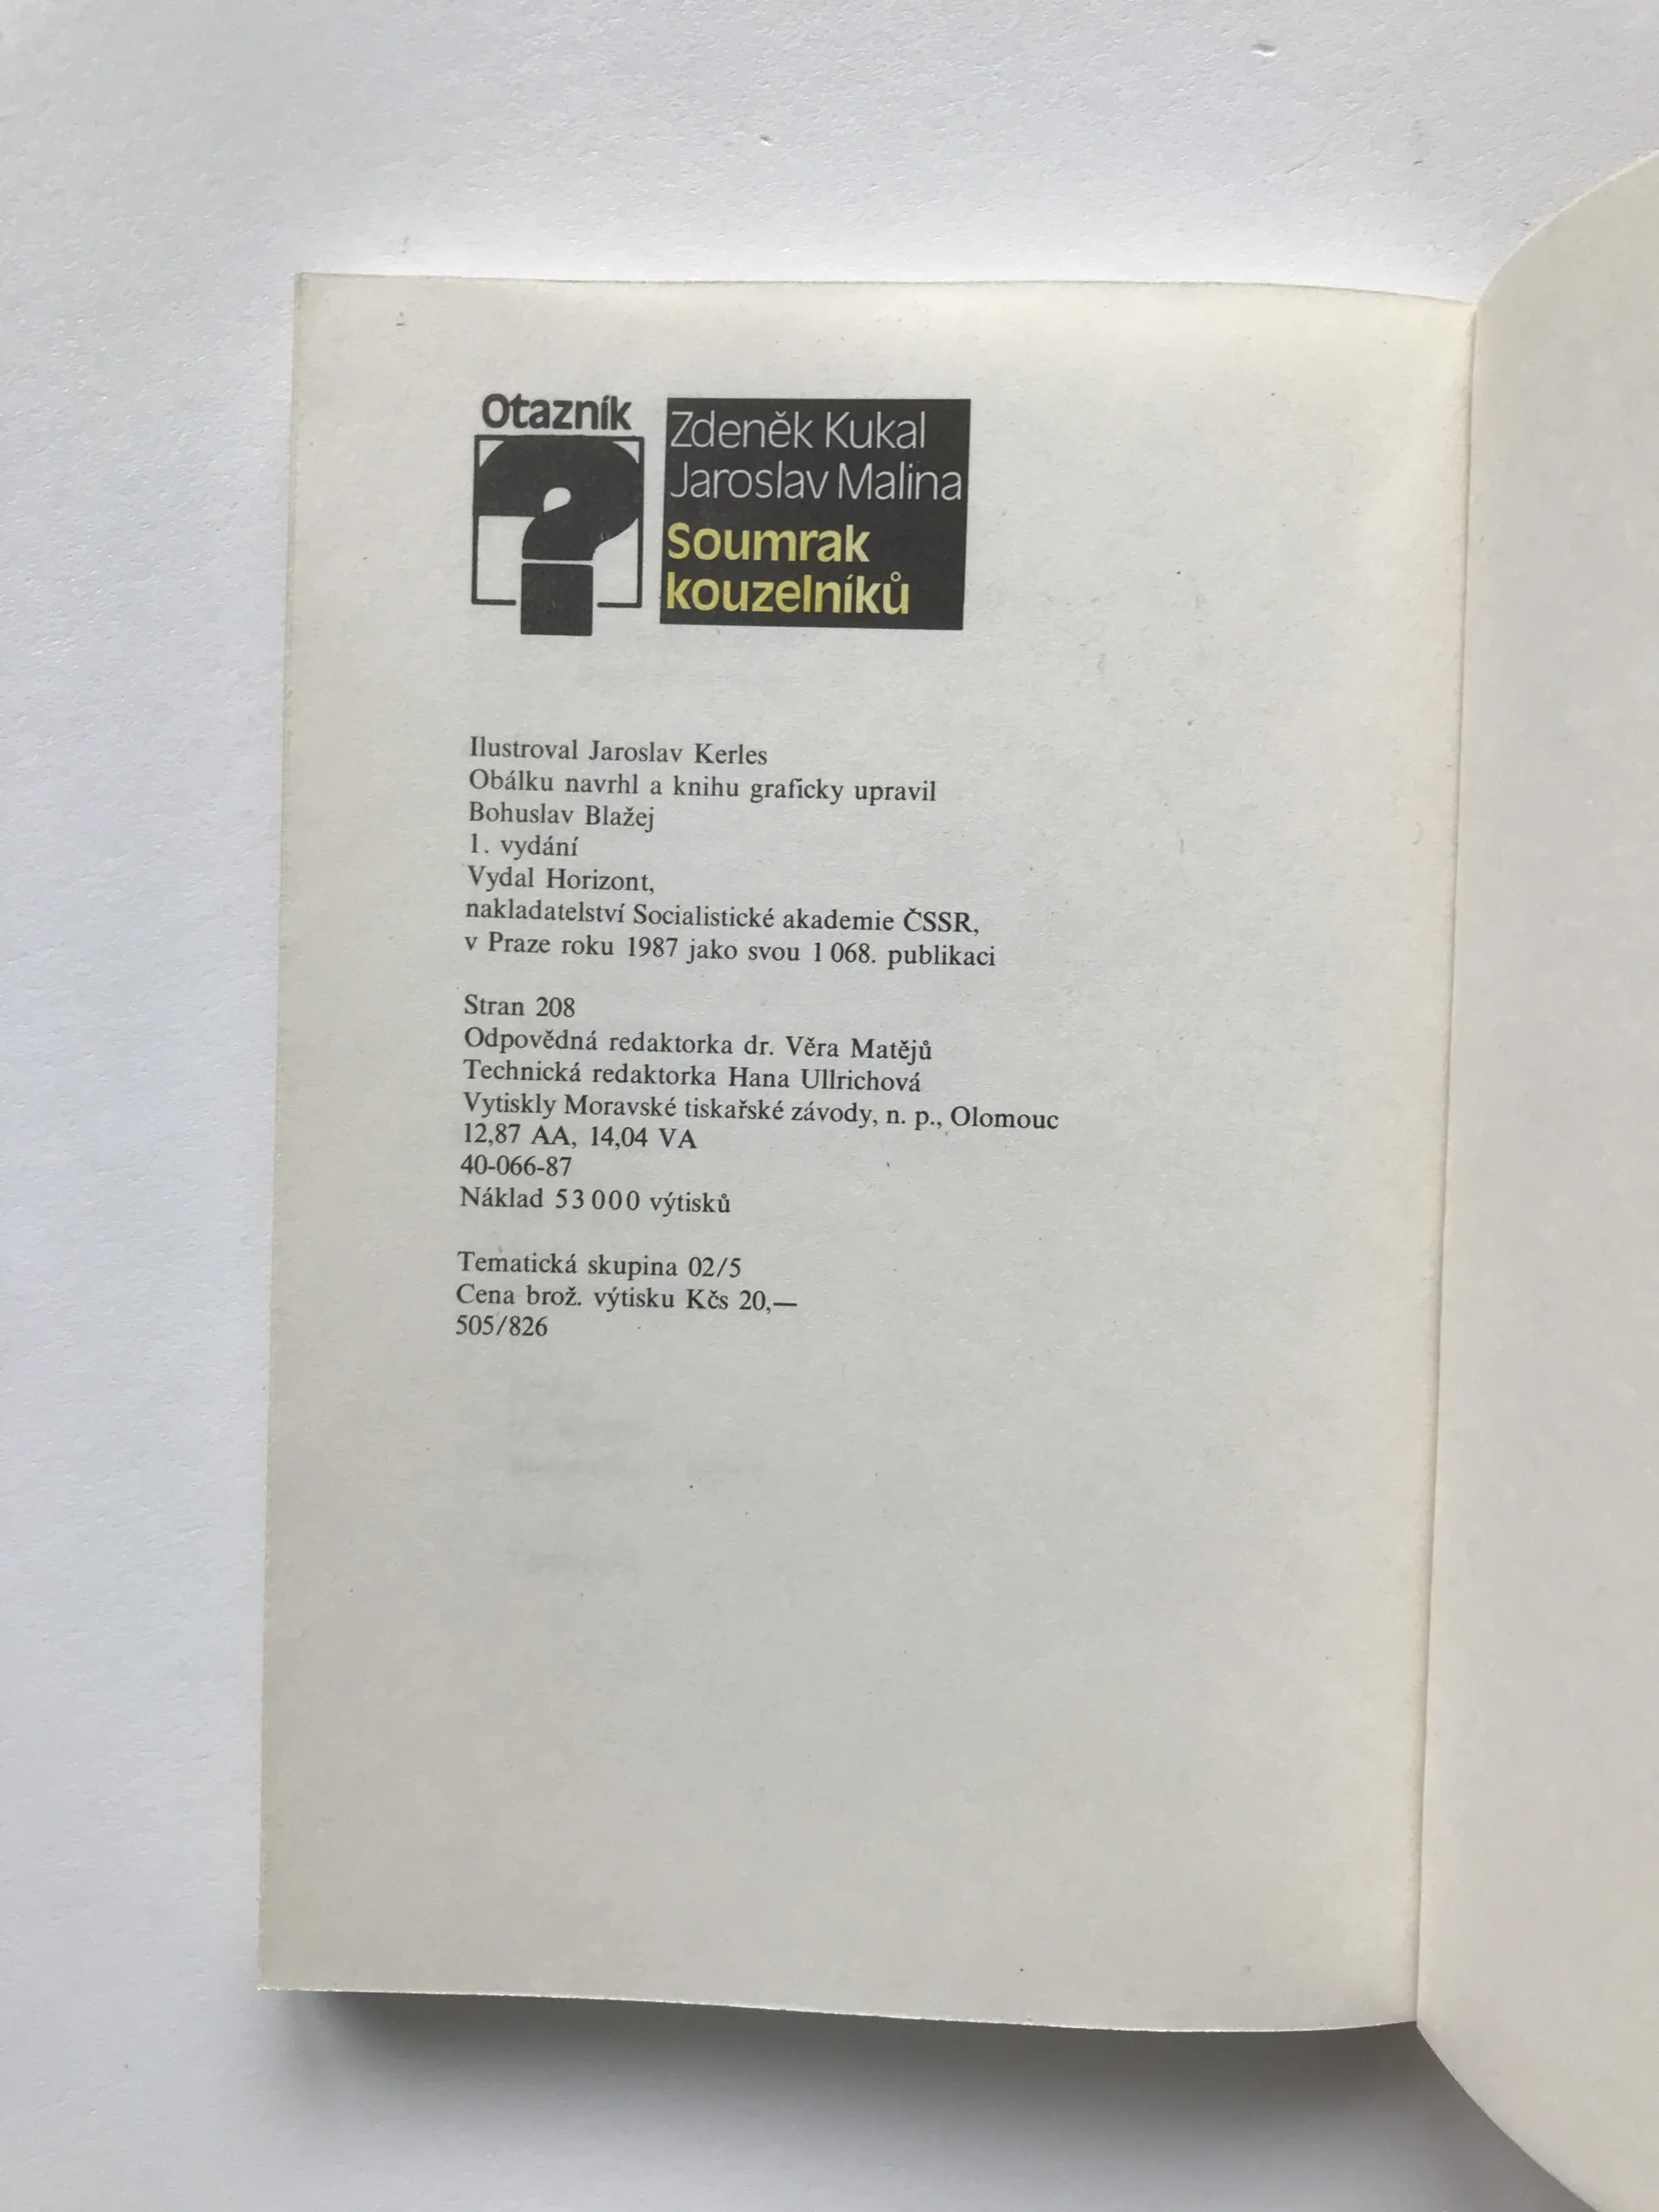 Otazník
Zdeněk Kukal
Jaroslav Malina
Soumrak
kouzelníků
Ilustroval Jaroslav Kerles
Obálku navrhl a knihu graficky upravil
Bohuslav Blažej
1. vydání
Vydal Horizont,
nakladatelství Socialistické akademie ČSSR,
v Praze roku 1987 jako svou 1 068. publikaci
Stran 208
Odpovědná redaktorka dr. Věra Matějů
Technická redaktorka Hana Ullrichová
Vytiskly Moravské tiskařské závody, n. p., Olomouc
12,87 AA, 14,04 VA
40-066-87
Náklad 53 000 výtisků
Tematická skupina 02/5
Cena brož. výtisku Kčs 20,—
505/826